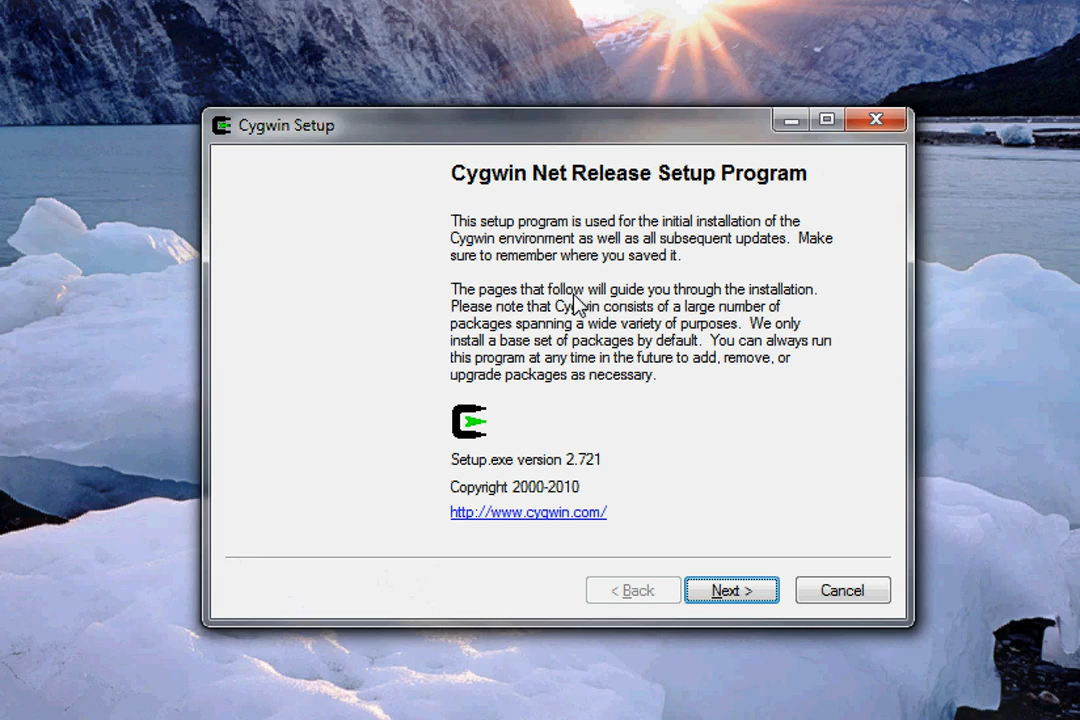 Cygwin Setup
Cygwin Net Release Setup Program
This setup program is used for the initial installation of the
Cygwin environment as well as all subsequent updates.  Make
sure to remember where you saved it.
The pages that follow will guide you through the installation.
Please note that Cygwin consists of a large number of
packages spanning a wide variety of purposes.  We only
install a base set of packages by default.  You can always run
this program at any time in the future to add, remove, or
upgrade packages as necessary.
Setup.exe version 2.721
Copyright 2000-2010
http://www.cygwin.com/
< Back
Next >
Cancel